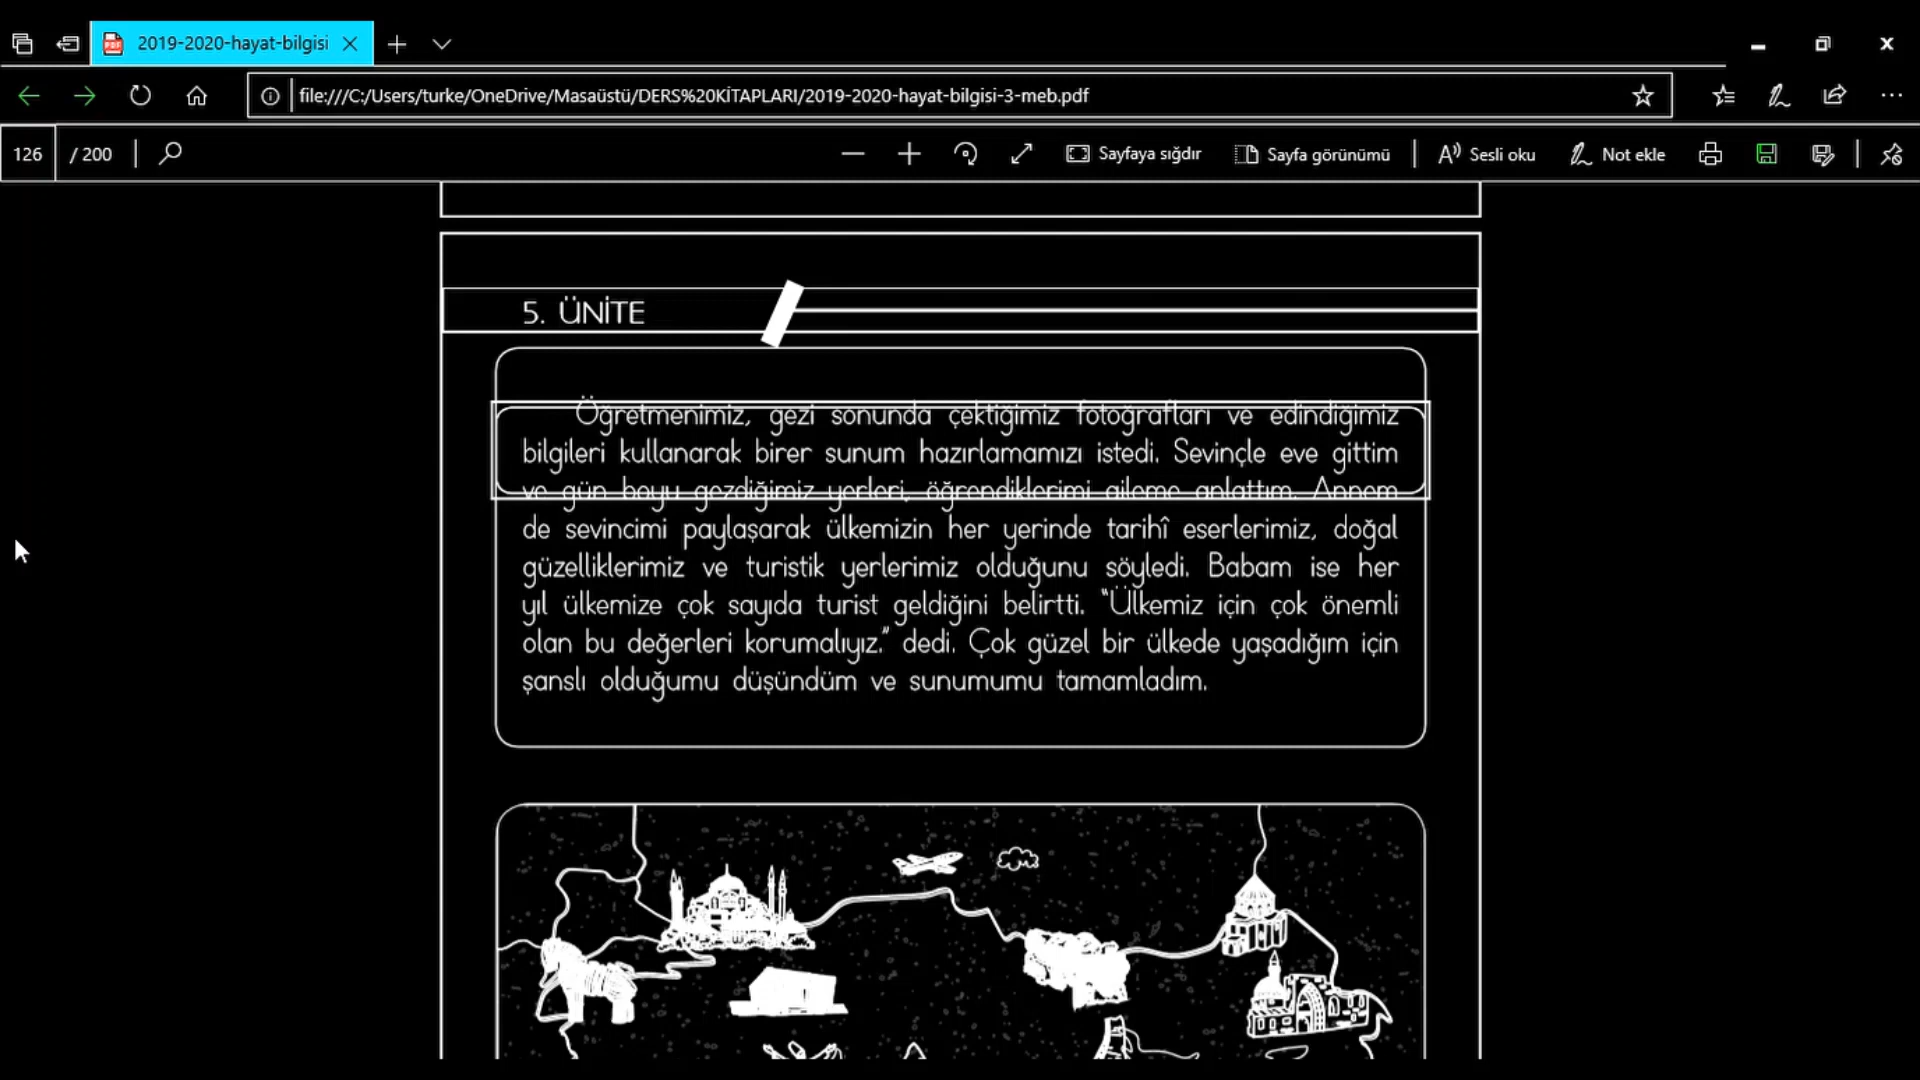 2019-2020-hayat-bilgisi
file:///C:/Users/turke/OneDrive/Masaüstü/DERS%20KİTAPLARI/2019-2020-hayat-bilgisi-3-meb.pdf
126 / 200 Sayfaya sığdır Sayfa görünümü Sesli oku Not ekle
5. ÜNİTE
Öğretmenimiz, gezi sonunda çektiğimiz fotoğrafları ve edindiğimiz
bilgileri kullanarak birer sunum hazırlamamızı istedi. Sevinçle eve gittim
ve gün boyu gezdiğimiz yerleri, öğrendiklerimi aileme anlattım. Annem
de sevincimi paylaşarak ülkemizin her yerinde tarihî eserlerimiz, doğal
güzelliklerimiz ve turistik yerlerimiz olduğunu söyledi. Babam ise her
yıl ülkemize çok sayıda turist geldiğini belirtti. “Ülkemiz için çok önemli
olan bu değerleri korumalıyız.” dedi. Çok güzel bir ülkede yaşadığım için
şanslı olduğumu düşündüm ve sunumumu tamamladım.